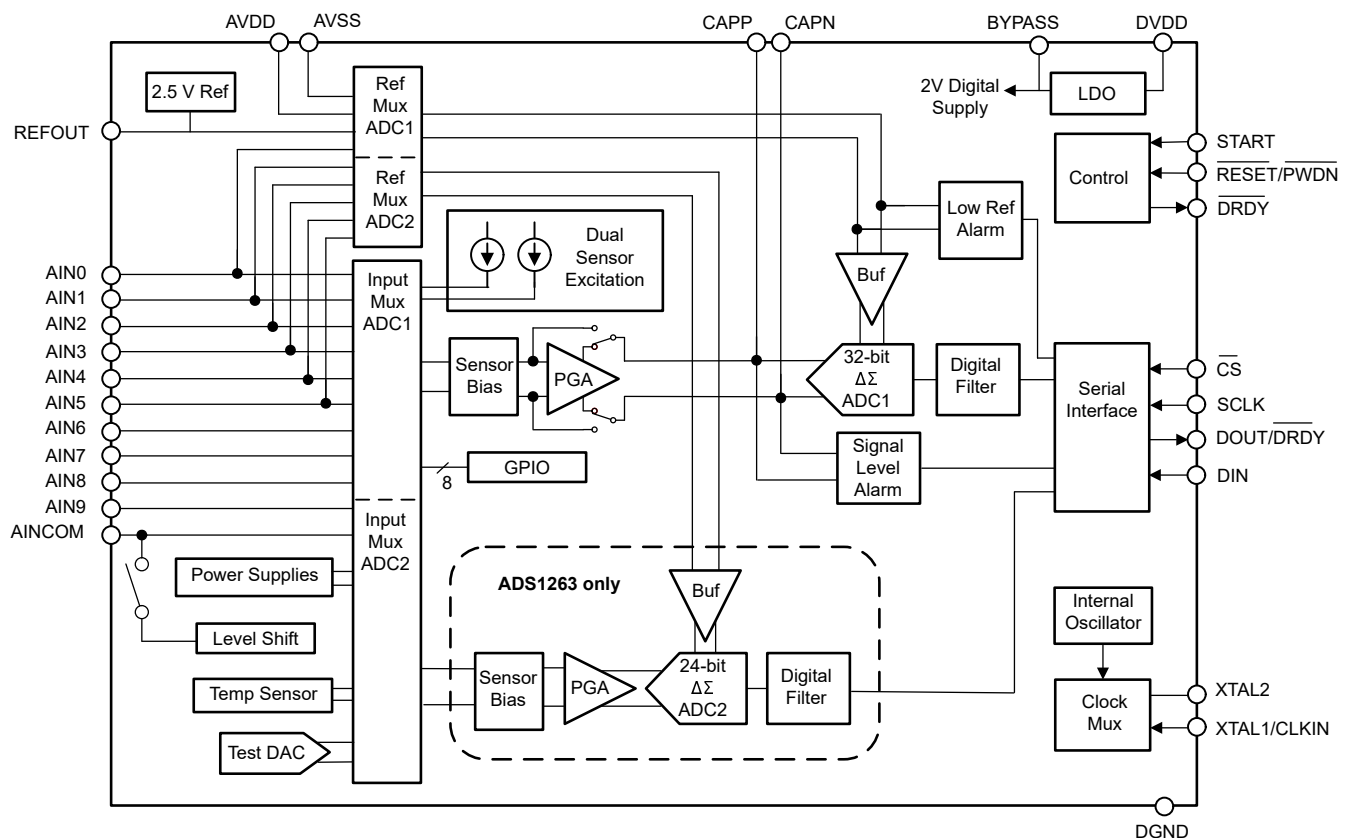 AVDD
AVSS
CAPP
CAPN
BYPASS
DVDD
2.5 V Ref
Ref
Mux
ADC1
2V Digital
Supply
LDO
REFOUT
START
RESET/PWDN
DRDY
Control
Ref
Mux
ADC2
Low Ref
Alarm
Dual
Sensor
Excitation
AIN0
AIN1
AIN2
AIN3
AIN4
AIN5
AIN6
AIN7
AIN8
AIN9
AINCOM
Input
Mux
ADC1
Buf
Sensor
Bias
PGA
32-bit
ΔΣ
ADC1
Digital
Filter
Serial
Interface
CS
SCLK
DOUT/DRDY
DIN
GPIO
8
Signal
Level
Alarm
Input
Mux
ADC2
Power Supplies
Level Shift
Temp Sensor
Test DAC
ADS1263 only
Buf
Sensor
Bias
PGA
24-bit
ΔΣ
ADC2
Digital
Filter
Internal
Oscillator
Clock
Mux
XTAL2
XTAL1/CLKIN
DGND